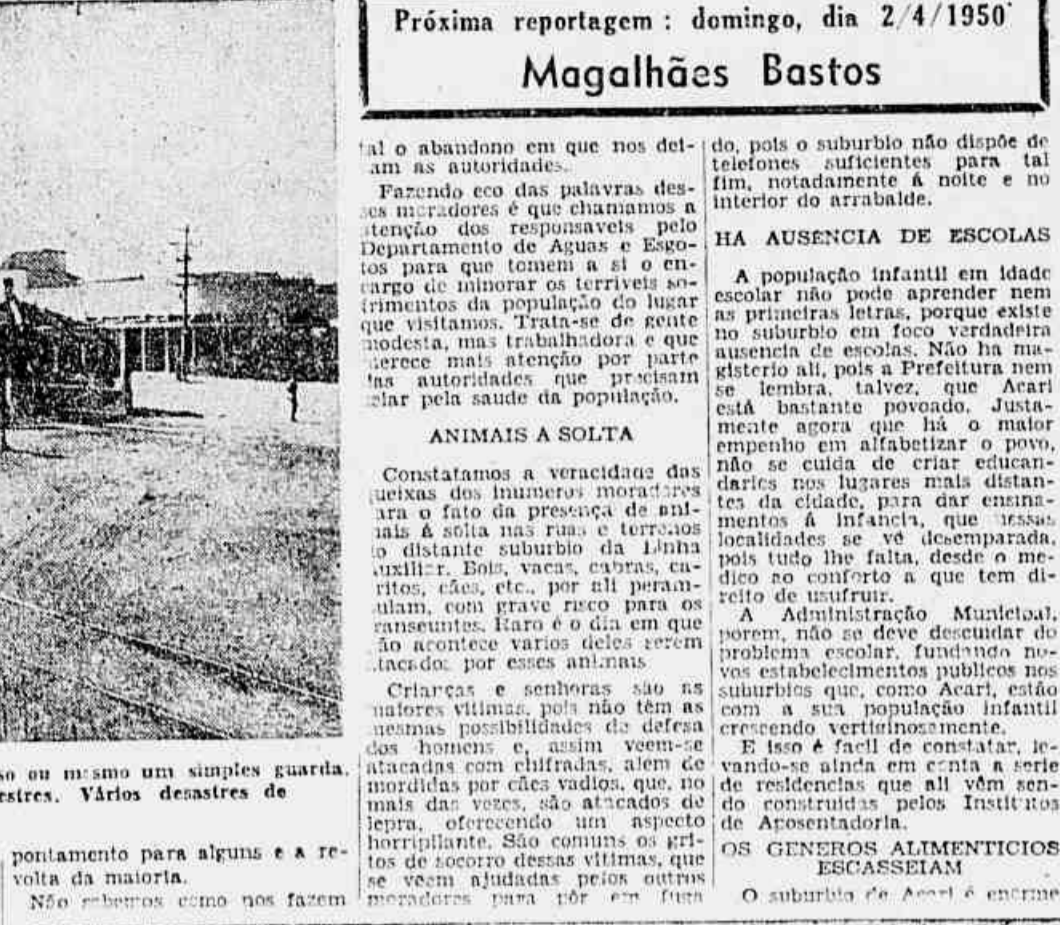 Próxima reportagem : domingo, dia 2/4/1950
Magalhães Bastos
so ou mesmo um simples guarda.
Vários desastres de
pontamento para alguns e a re-
volta da maioria.
Não sabemos como nos fazem
tal o abandono em que nos dei-
am as autoridades.
Fazendo eco das palavras des-
ses moradores é que chamamos a
atenção dos responsaveis pelo
Departamento de Aguas e Esgo-
tos para que tomem a si o en-
cargo de minorar os terriveis so-
frimentos da população do lugar
que visitamos. Trata-se de gente
modesta, mas trabalhadora e que
merece mais atenção por parte
das autoridades que precisam
zelar pela saude da população.
ANIMAIS A SOLTA
Constatamos a veracidade das
queixas dos inumeros moradores
ara o fato da presença de ani-
mais á solta nas ruas e terrenos
do distante suburbio da Linha
Auxiliar. Bois, vacas, cabras, ca-
ritos, cães, etc., por ali peram-
ulam, com grave risco para os
transeuntes. Raro é o dia em que
não acontece varios deles serem
atacados por esses animais
Crianças e senhoras são as
maiores vitimas, pois não têm as
mesmas possibilidades de defesa
dos homens e, assim veem-se
atacadas com chifradas, alem de
mordidas por cães vadios, que, no
mais das vezes, são atacados de
lepra, oferecendo um aspecto
horripilante. São comuns os gri-
tos de socorro dessas vitimas, que
se veem ajudadas pelos outros
moradores para pôr em fuga
do, pois o suburbio não dispõe de
telefones suficientes para tal
fim, notadamente á noite e no
interior do arrabalde.
HA AUSENCIA DE ESCOLAS
A população infantil em idade
escolar não pode aprender nem
as primeiras letras, porque existe
no suburbio em foco verdadeira
ausencia de escolas. Não ha ma-
gisterio ali, pois a Prefeitura nem
se lembra, talvez, que Acari
está bastante povoado. Justa-
mente agora que há o maior
empenho em alfabetizar o povo,
não se cuida de criar educan-
darios nos lugares mais distan-
tes da cidade, para dar ensina-
mentos á infancia, que nessas
localidades se vê desemparada,
pois tudo lhe falta, desde o me-
dico ao conforto a que tem di-
reito de usufruir.
A Administração Municipal,
porem, não se deve descuidar do
problema escolar, fundando no-
vos estabelecimentos publicos nos
suburbios que, como Acari, estão
com a sua população infantil
crescendo vertiginosamente.
E isso é facil de constatar, le-
vando-se ainda em conta a serie
de residencias que ali vêm sen-
do construidas pelos Institutos
de Aposentadoria.
OS GENEROS ALIMENTICIOS
ESCASSEIAM
O suburbio de Acari é enorme